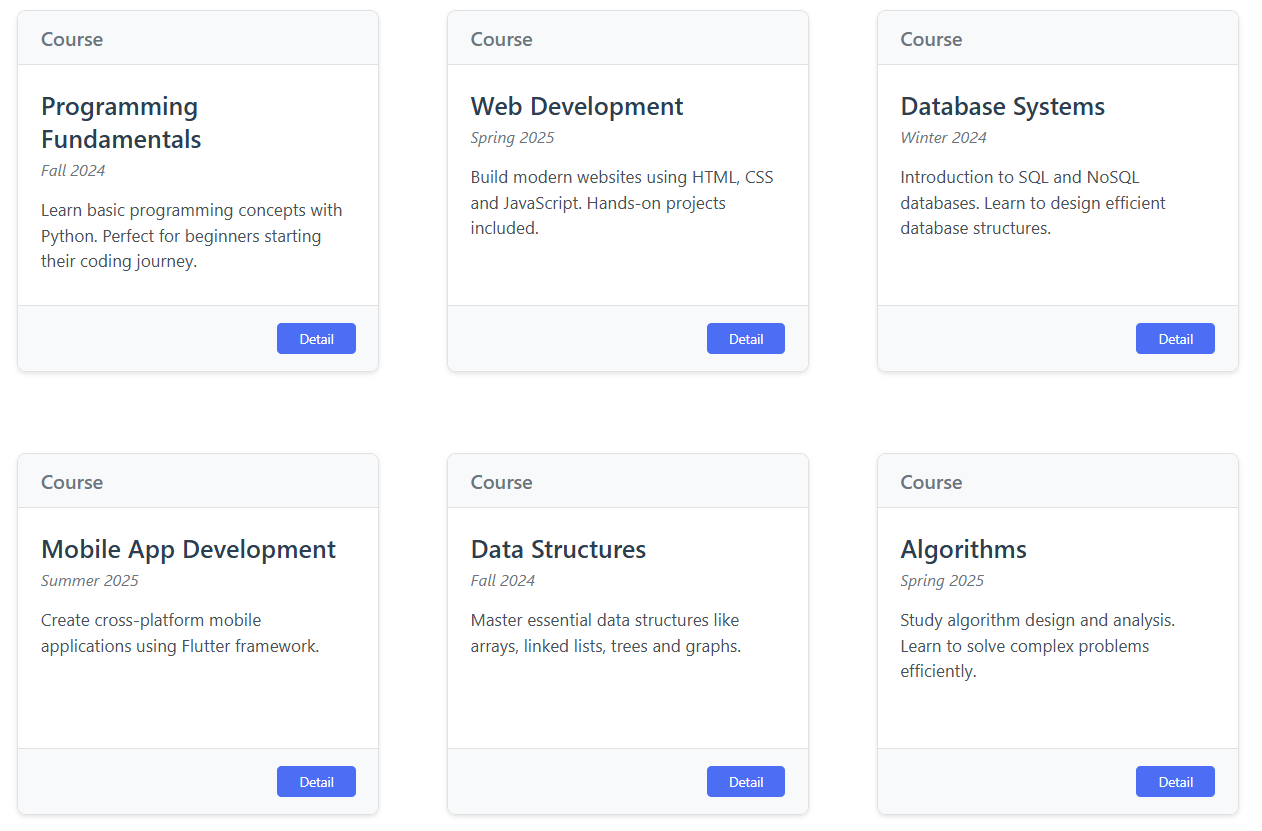 Course
Programming
Fundamentals
Fall 2024
Learn basic programming concepts with
Python. Perfect for beginners starting
their coding journey.
Detail
Course
Web Development
Spring 2025
Build modern websites using HTML, CSS
and JavaScript. Hands-on projects
included.
Detail
Course
Database Systems
Winter 2024
Introduction to SQL and NoSQL
databases. Learn to design efficient
database structures.
Detail
Course
Mobile App Development
Summer 2025
Create cross-platform mobile
applications using Flutter framework.
Detail
Course
Data Structures
Fall 2024
Master essential data structures like
arrays, linked lists, trees and graphs.
Detail
Course
Algorithms
Spring 2025
Study algorithm design and analysis.
Learn to solve complex problems
efficiently.
Detail